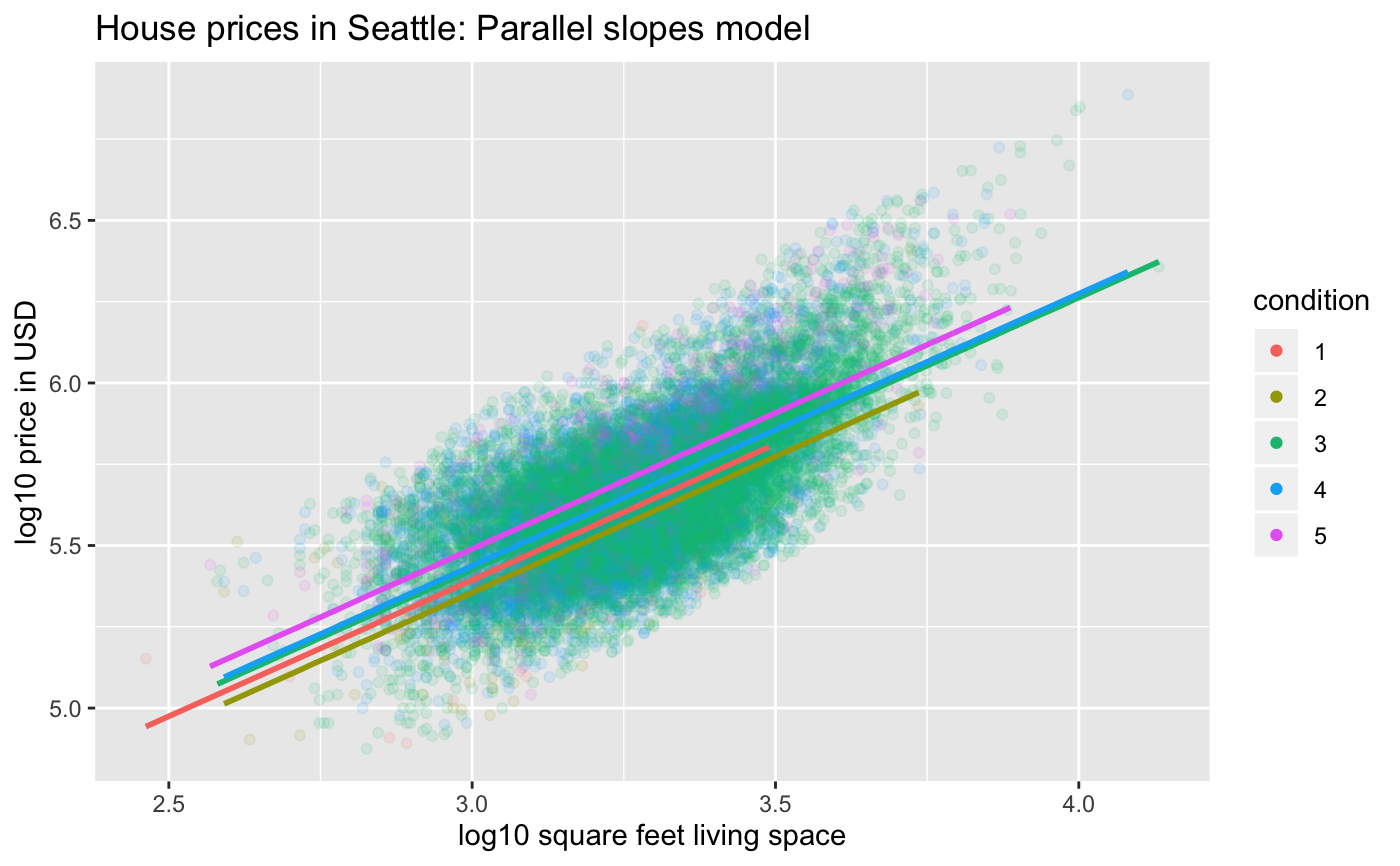 House prices in Seattle: Parallel slopes model
log10 price in USD
6.5
6.0
5.5
5.0
2.5 3.0 3.5 4.0
log10 square feet living space
condition
1
2
3
4
5